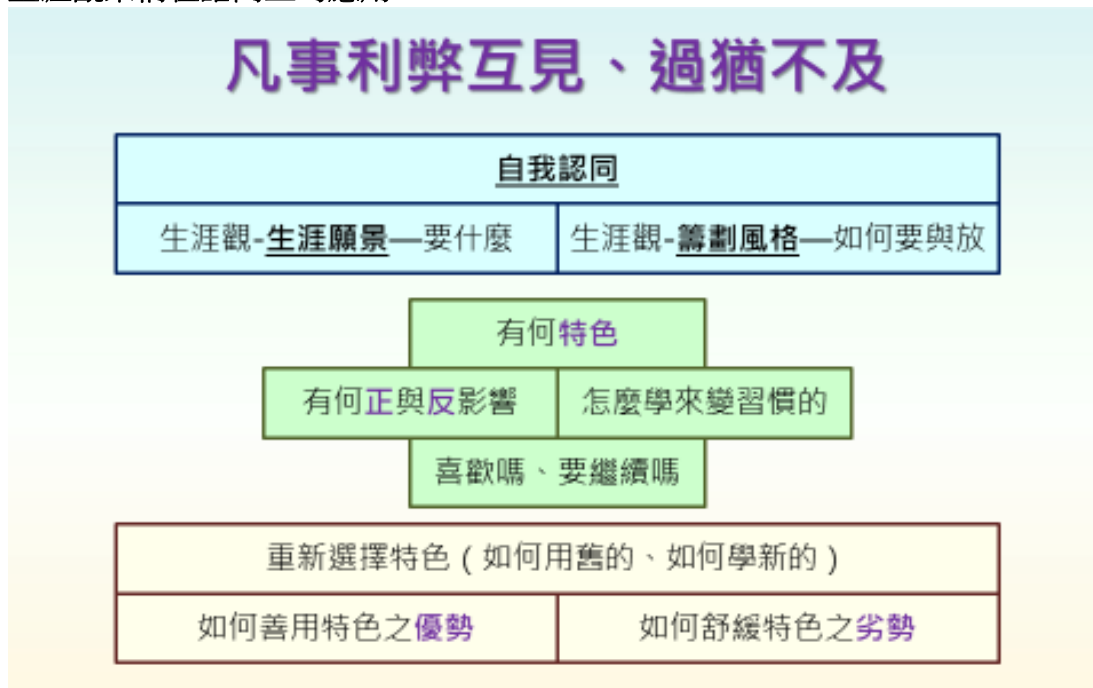 凡事利弊互見、過猶不及
自我認同
生涯觀-生涯願景—要什麼
生涯觀-籌劃風格—如何要與放
有何特色
有何正與反影響
怎麼學來變習慣的
喜歡嗎、要繼續嗎
重新選擇特色(如何用舊的、如何學新的)
如何善用特色之優勢
如何舒緩特色之劣勢